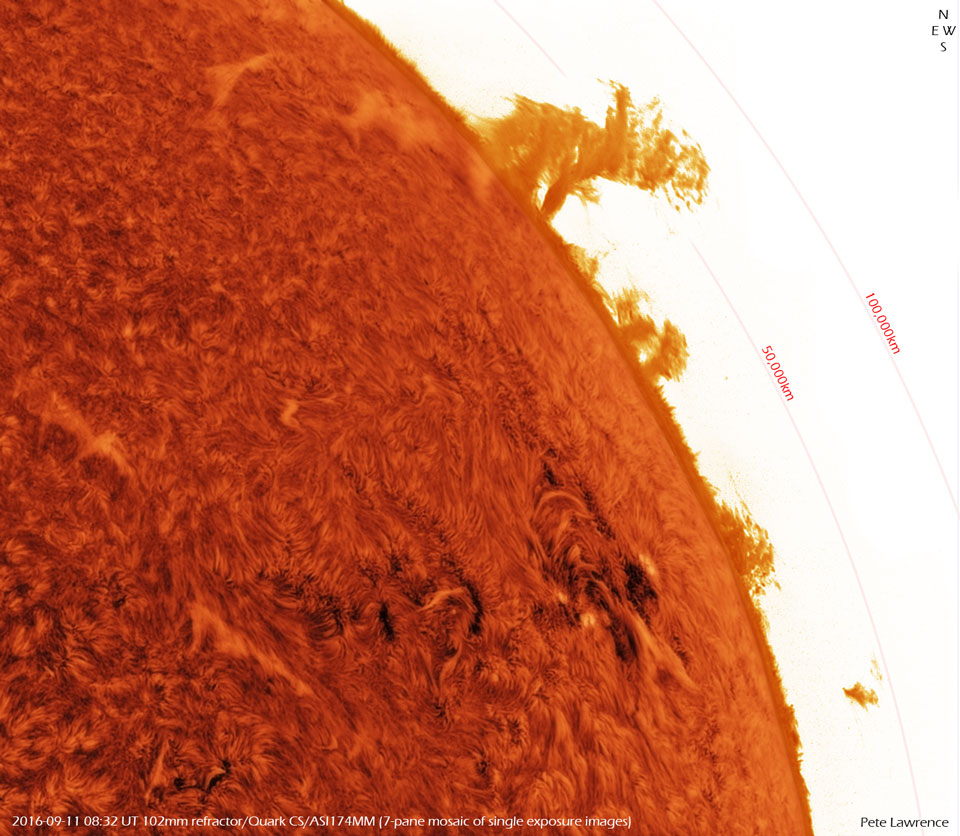 N
E W
S
100,000km
50,000km
2016-09-11 08:32 UT 102mm refractor/Quark CS/ASI174MM (7-pane mosaic of single exposure images)
Pete Lawrence